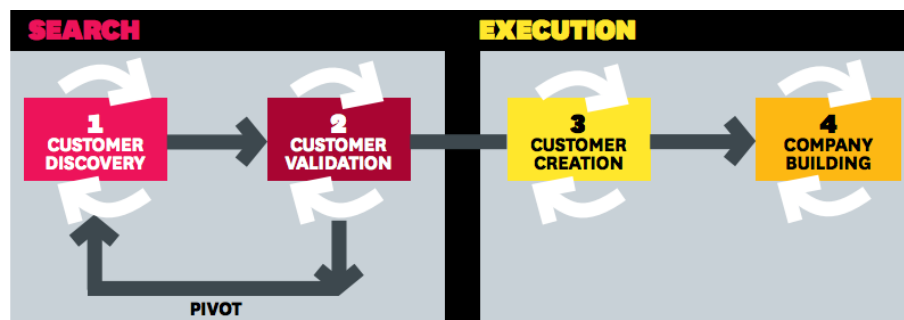 SEARCH
EXECUTION
1
CUSTOMER
DISCOVERY
2
CUSTOMER
VALIDATION
3
CUSTOMER
CREATION
4
COMPANY
BUILDING
PIVOT